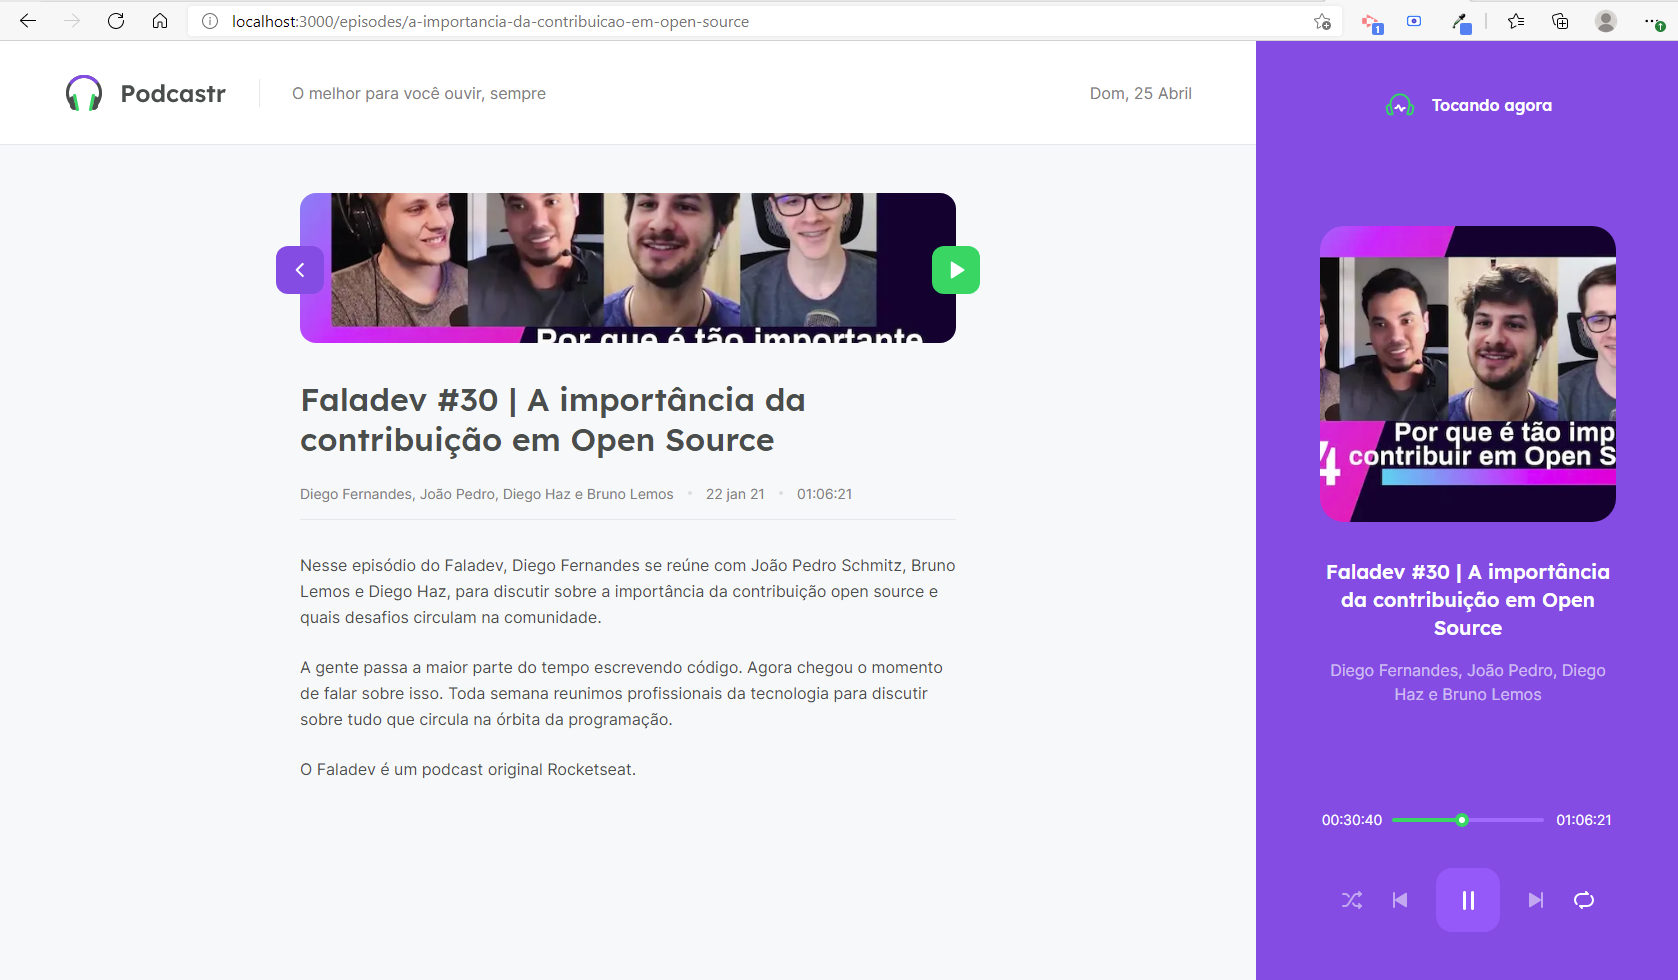 localhost:3000/episodes/a-importancia-da-contribuicao-em-open-source
1
Podcastr
O melhor para você ouvir, sempre
Dom, 25 Abril
Por que é tão importante
Faladev #30 | A importância da
contribuição em Open Source
Diego Fernandes, João Pedro, Diego Haz e Bruno Lemos • 22 jan 21 • 01:06:21
Nesse episódio do Faladev, Diego Fernandes se reúne com João Pedro Schmitz, Bruno
Lemos e Diego Haz, para discutir sobre a importância da contribuição open source e
quais desafios circulam na comunidade.
A gente passa a maior parte do tempo escrevendo código. Agora chegou o momento
de falar sobre isso. Toda semana reunimos profissionais da tecnologia para discutir
sobre tudo que circula na órbita da programação.
O Faladev é um podcast original Rocketseat.
Tocando agora
Por que é tão imp
4 contribuir em Open S
Faladev #30 | A importância
da contribuição em Open
Source
Diego Fernandes, João Pedro, Diego
Haz e Bruno Lemos
00:30:40
01:06:21